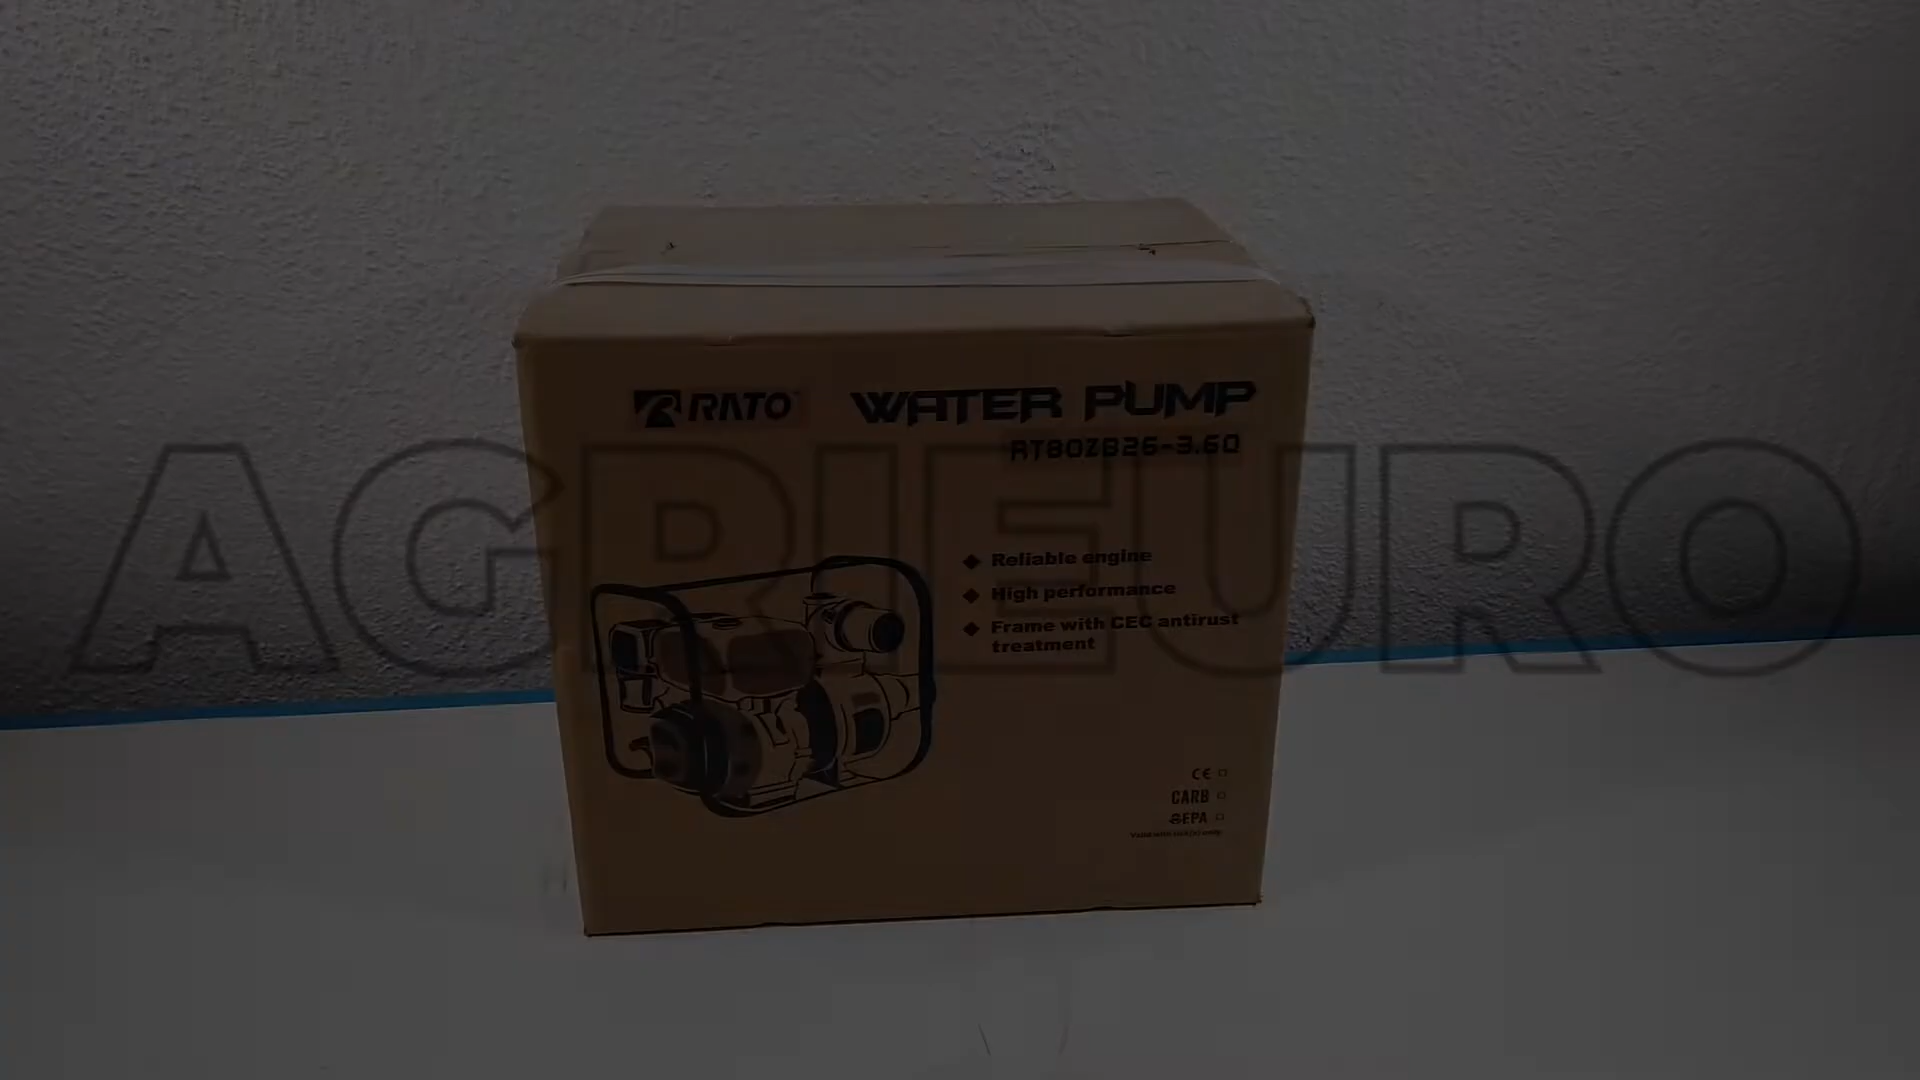 RATO
WATER PUMP
RT80ZB26-3.6Q
AGRIEURO
Reliable engine
High performance
Frame with CEC antirust
treatment
CE
CARB
EPA